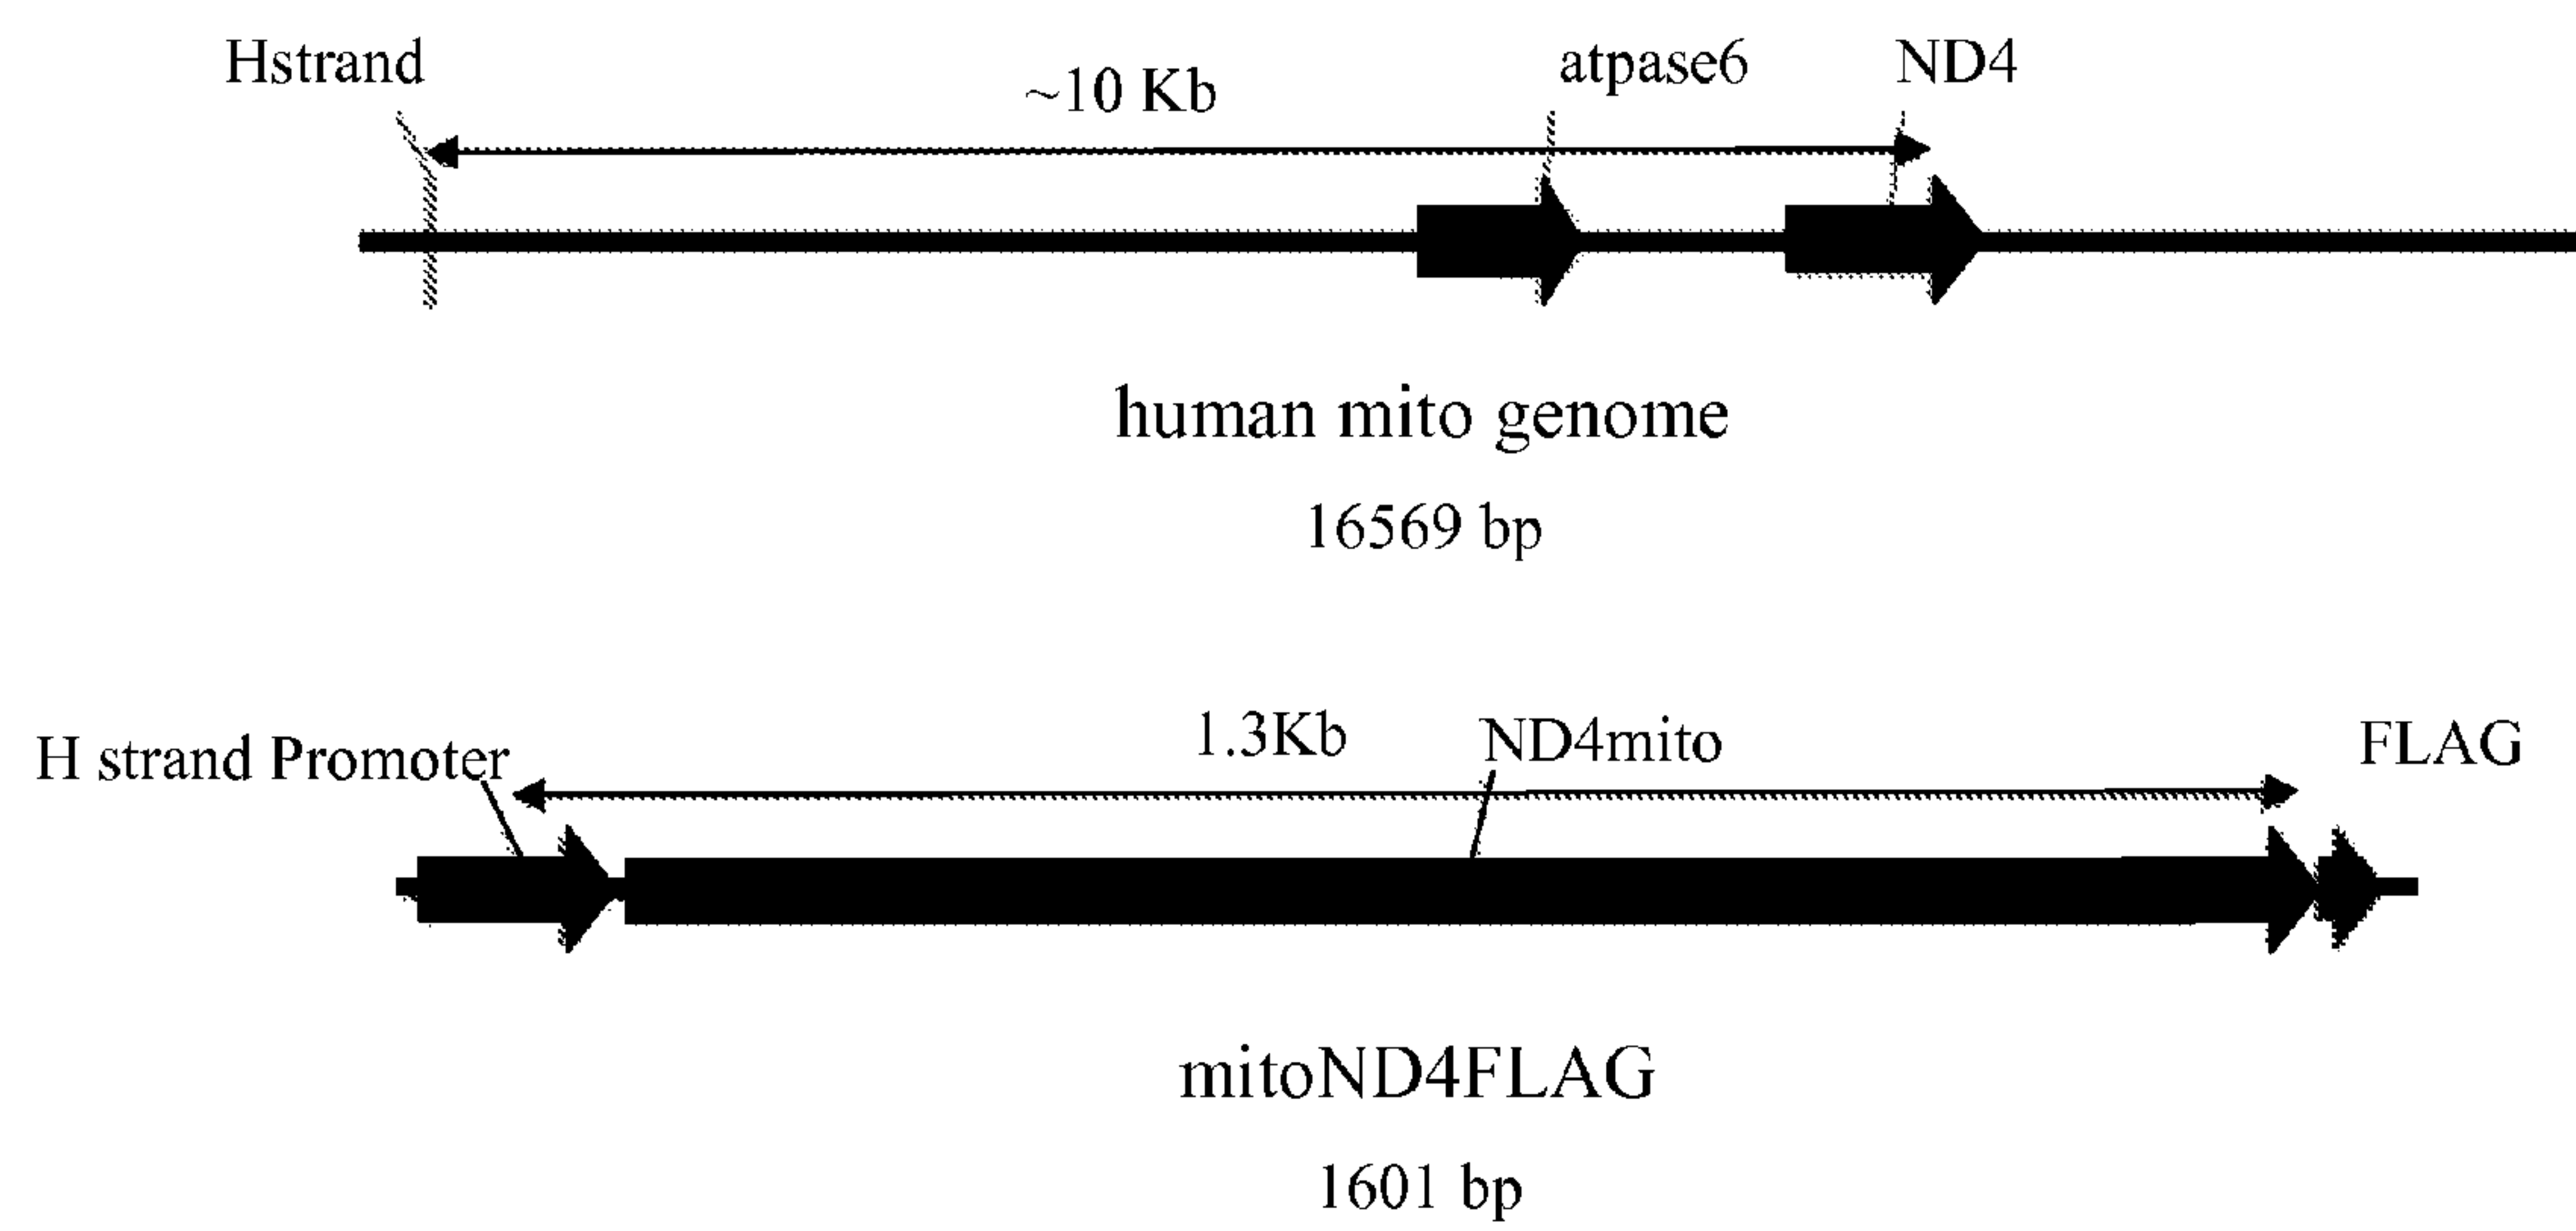 Hstrand
~10 Kb
atpase6
ND4
human mito genome
16569 bp
H strand Promoter
1.3Kb
ND4mito
FLAG
mitoND4FLAG
1601 bp